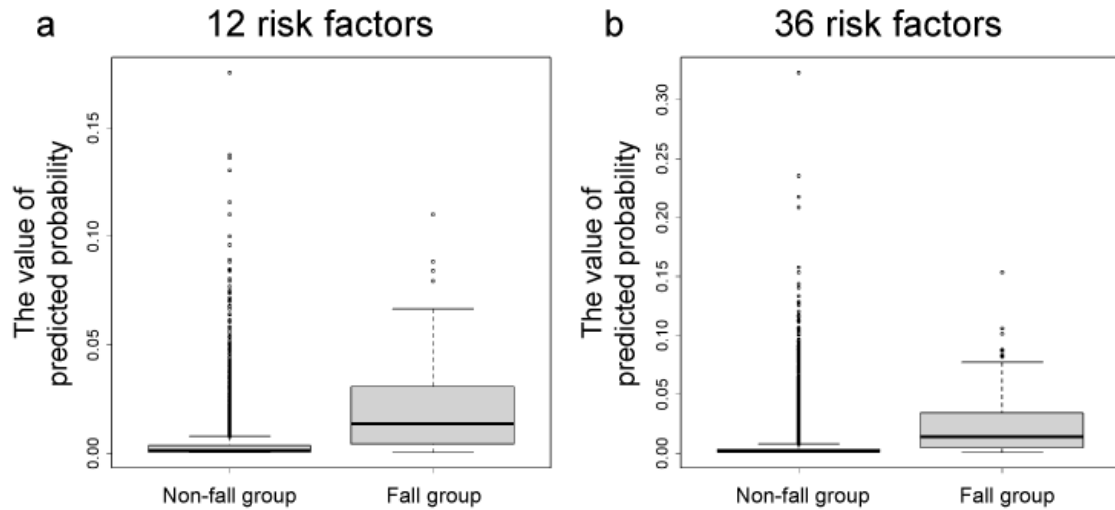 a 12 risk factors
The value of
predicted probability
0.15
0.10
0.05
0.00
Non-fall group Fall group
b 36 risk factors
The value of
predicted probability
0.30
0.25
0.20
0.15
0.10
0.05
0.00
Non-fall group Fall group